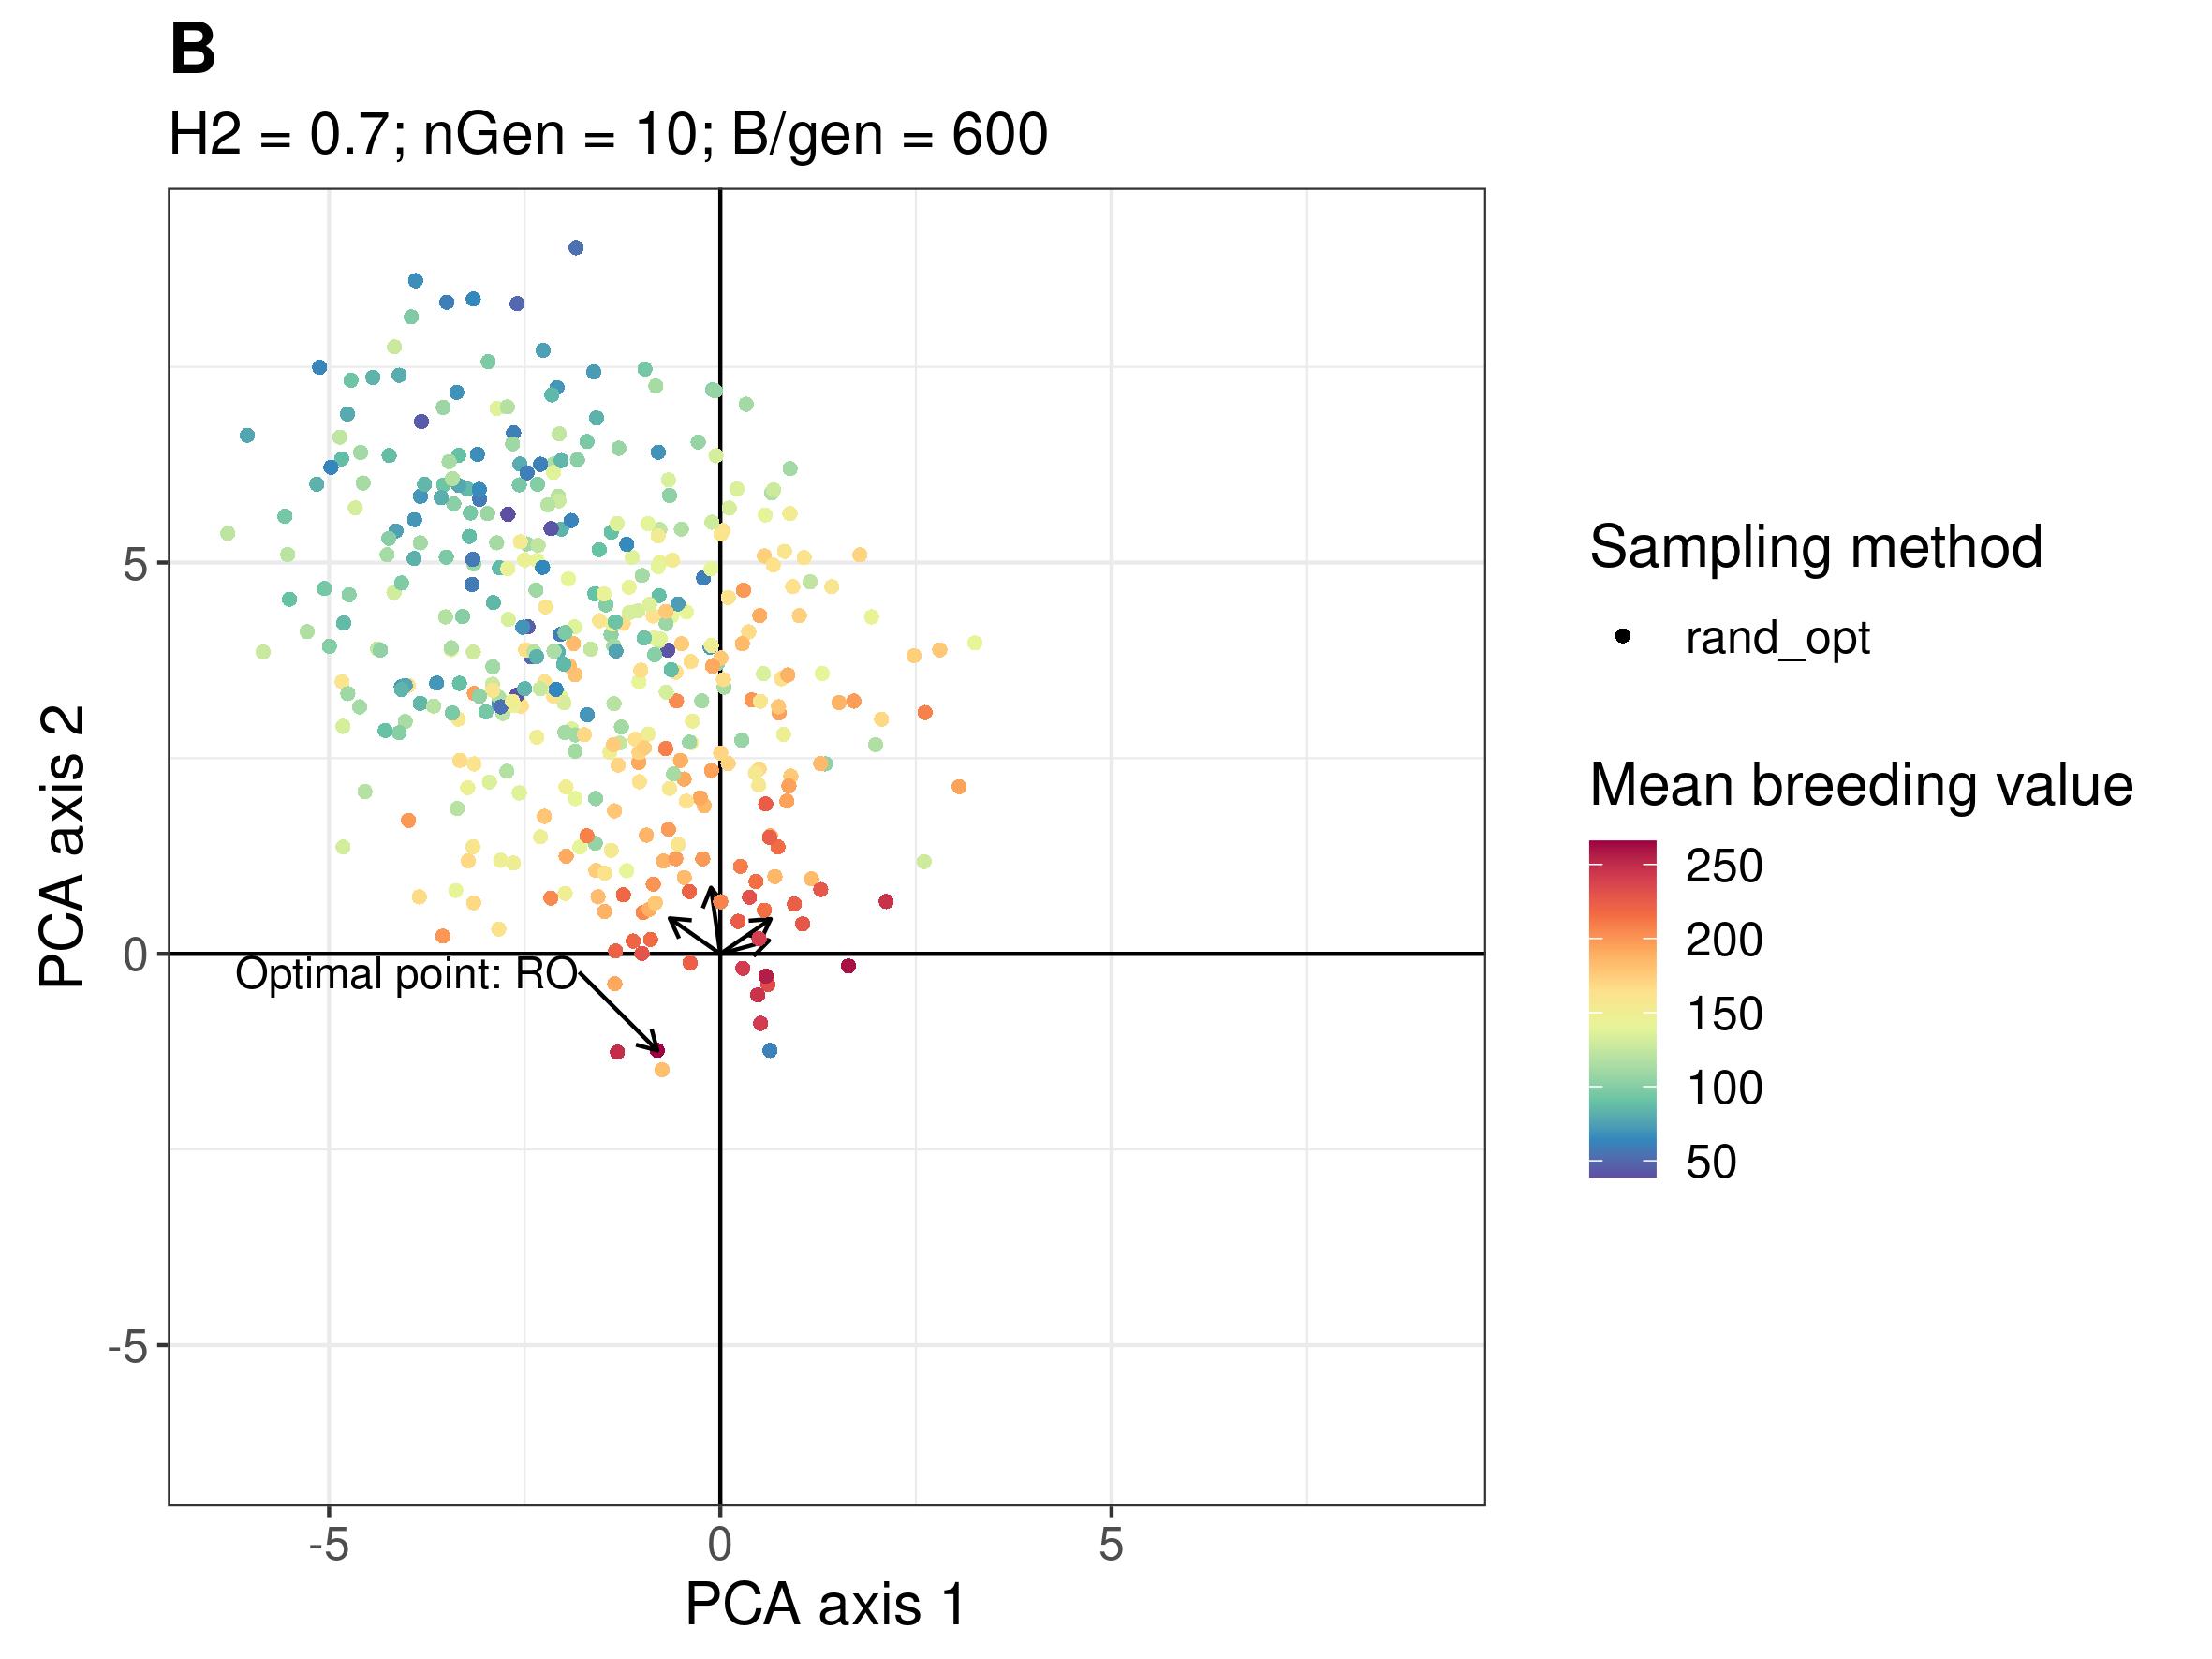 B
H2 = 0.7; nGen = 10; B/gen = 600
PCA axis 2
5
0
-5
Optimal point: RO
-5
0
5
PCA axis 1
Sampling method
rand_opt
Mean breeding value
250
200
150
100
50